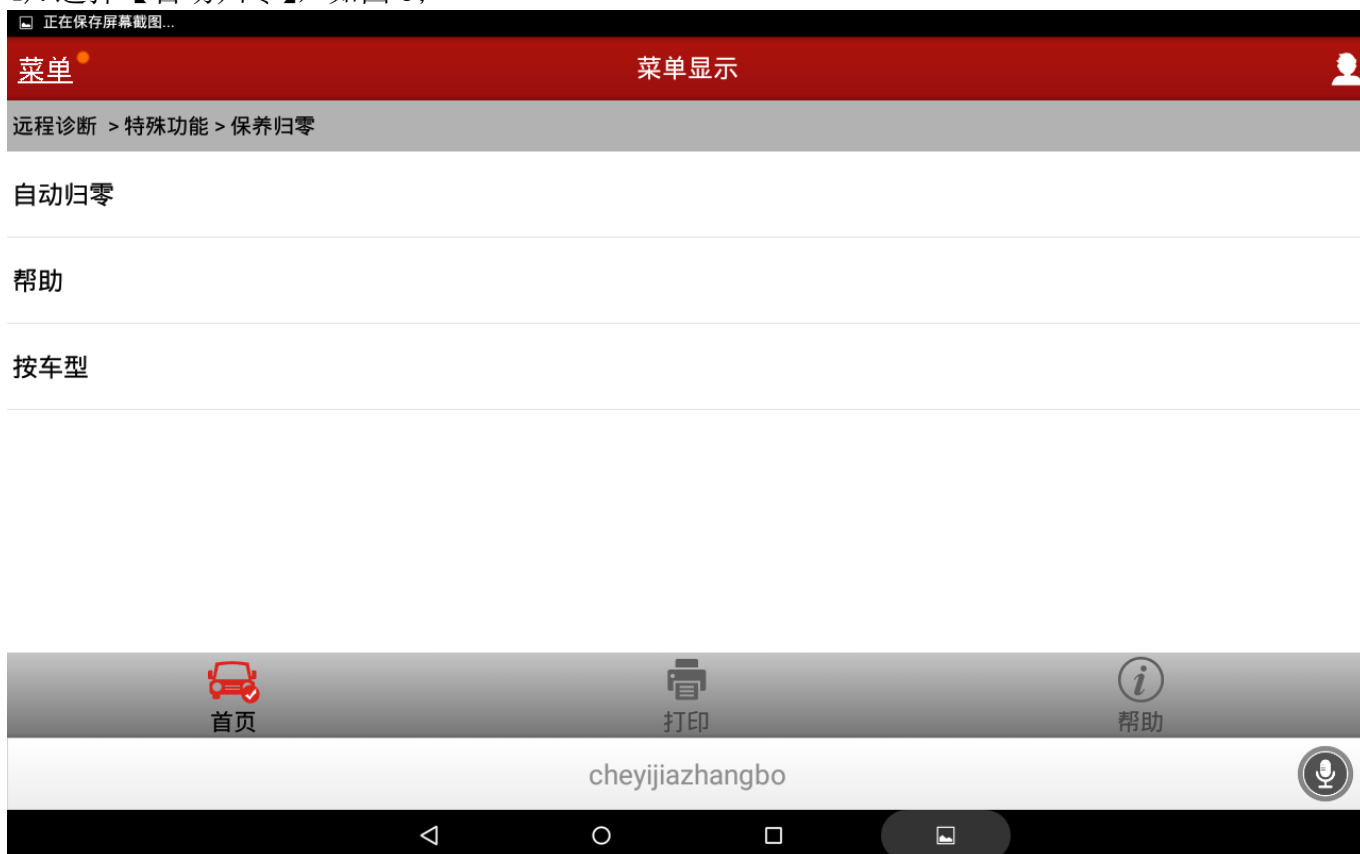 正在保存屏幕截图...
菜单
菜单显示
远程诊断 > 特殊功能 > 保养归零
自动归零
帮助
按车型
首页
打印
帮助
cheyijiazhangbo